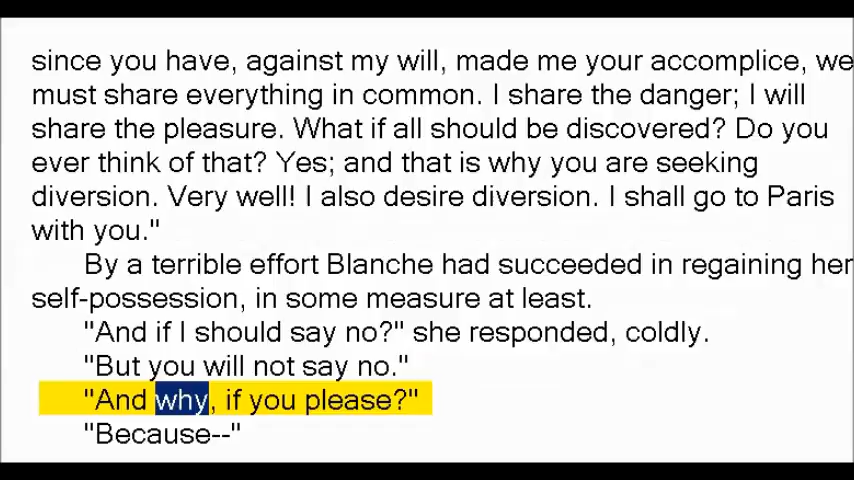 since you have, against my will, made me your accomplice, we
must share everything in common. I share the danger; I will
share the pleasure. What if all should be discovered? Do you
ever think of that? Yes; and that is why you are seeking
diversion. Very well! I also desire diversion. I shall go to Paris
with you."
By a terrible effort Blanche had succeeded in regaining her
self-possession, in some measure at least.
"And if I should say no?" she responded, coldly.
"But you will not say no."
"And why, if you please?"
"Because--"